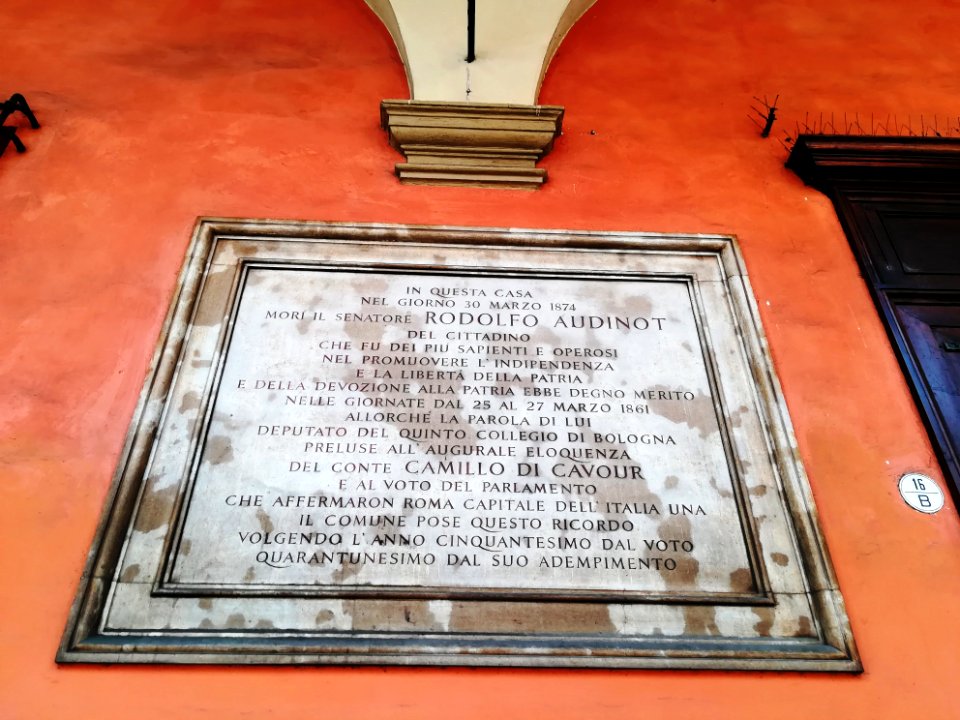 IN QUESTA CASA
NEL GIORNO 30 MARZO 1874
MORÌ IL SENATORE RODOLFO AUDINOT
DEL CITTADINO
CHE FU DEI PIÙ SAPIENTI E OPEROSI
NEL PROMUOVERE L'INDIPENDENZA
E LA LIBERTÀ DELLA PATRIA
E DELLA DEVOZIONE ALLA PATRIA EBBE DEGNO MERITO
NELLE GIORNATE DAL 25 AL 27 MARZO 1861
ALLORCHÈ LA PAROLA DI LUI
DEPUTATO DEL QUINTO COLLEGIO DI BOLOGNA
PRELUSE ALL'AUGURALE ELOQUENZA
DEL CONTE CAMILLO DI CAVOUR
E AL VOTO DEL PARLAMENTO
CHE AFFERMARON ROMA CAPITALE DELL'ITALIA UNA
IL COMUNE POSE QUESTO RICORDO
VOLGENDO L'ANNO CINQUANTESIMO DAL VOTO
QUARANTUNESIMO DAL SUO ADEMPIMENTO
16
B